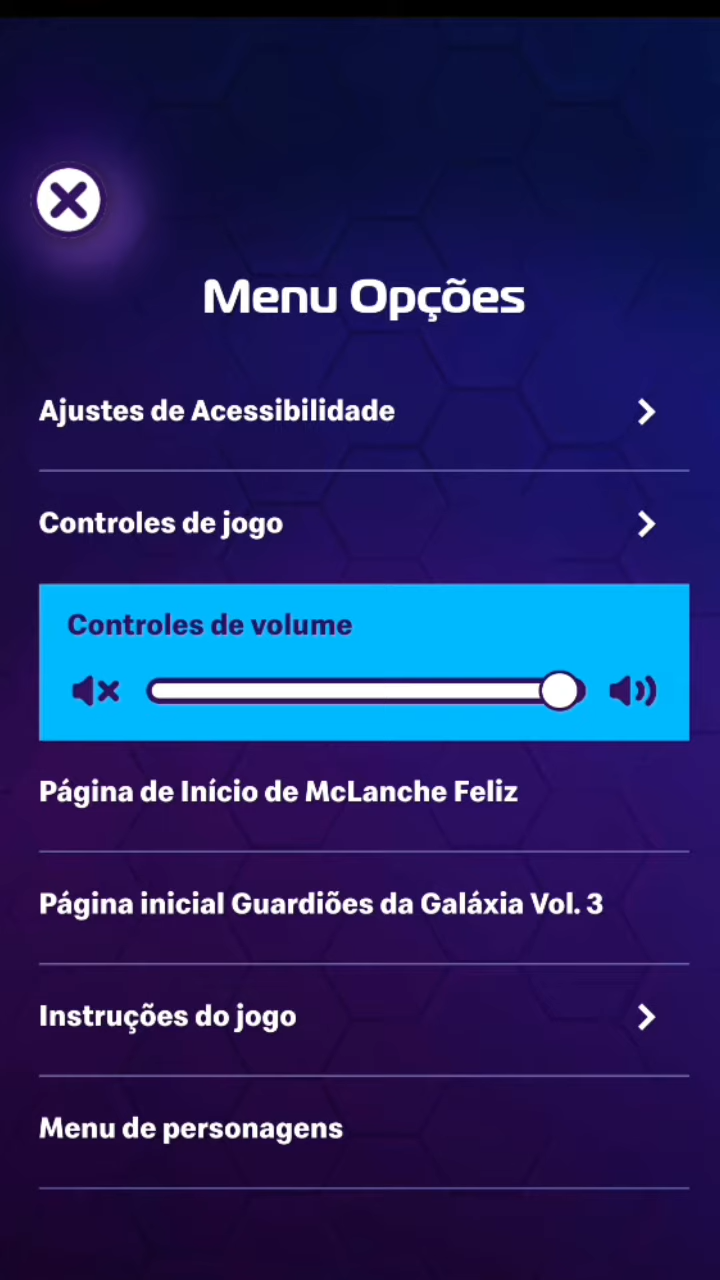 Menu Opções
Ajustes de Acessibilidade
Controles de jogo
Controles de volume
Página de Início de McLanche Feliz
Página inicial Guardiões da Galáxia Vol. 3
Instruções do jogo
Menu de personagens